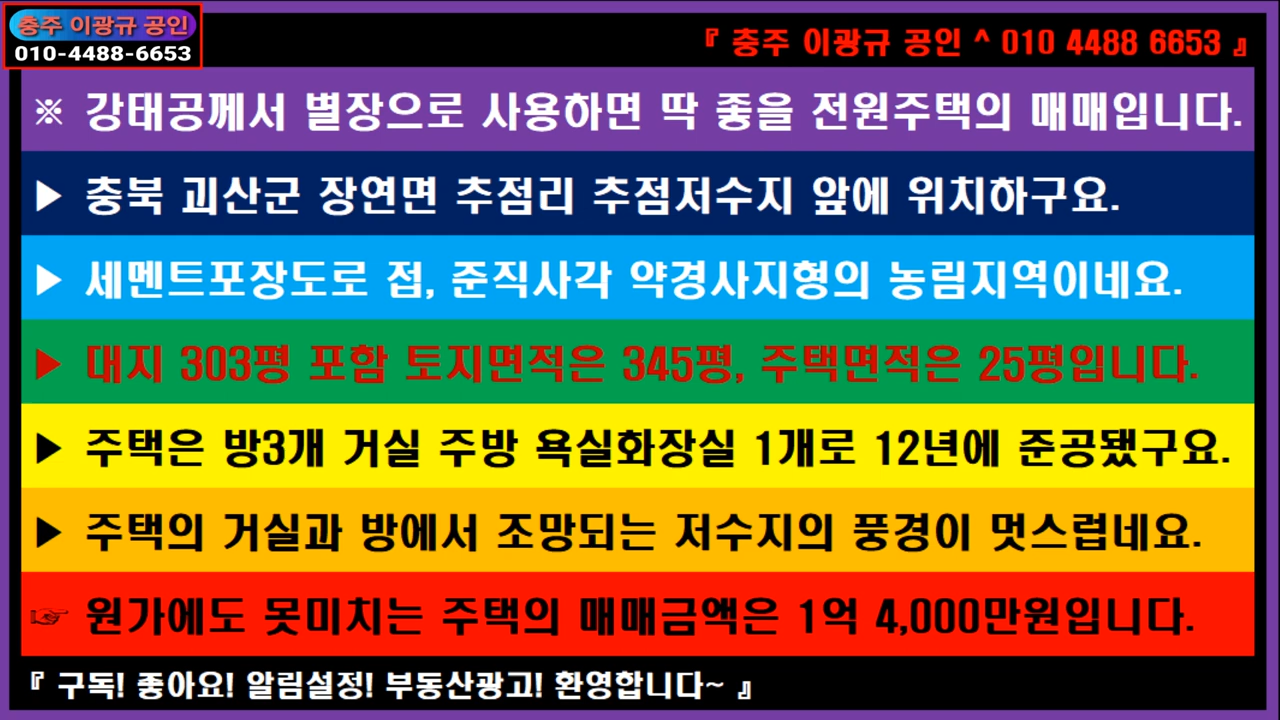 충주 이광규 공인
010-4488-6653
『 충주 이광규 공인 ^ 010 4488 6653 』
※ 강태공께서 별장으로 사용하면 딱 좋을 전원주택의 매매입니다.
▶ 충북 괴산군 장연면 추점리 추점저수지 앞에 위치하구요.
▶ 세멘트포장도로 접, 준직사각 약경사지형의 농림지역이네요.
▶ 대지 303평 포함 토지면적은 345평, 주택면적은 25평입니다.
▶ 주택은 방3개 거실 주방 욕실화장실 1개로 12년에 준공됐구요.
▶ 주택의 거실과 방에서 조망되는 저수지의 풍경이 멋스럽네요.
☞ 원가에도 못미치는 주택의 매매금액은 1억 4,000만원입니다.
『 구독! 좋아요! 알림설정! 부동산광고! 환영합니다~ 』